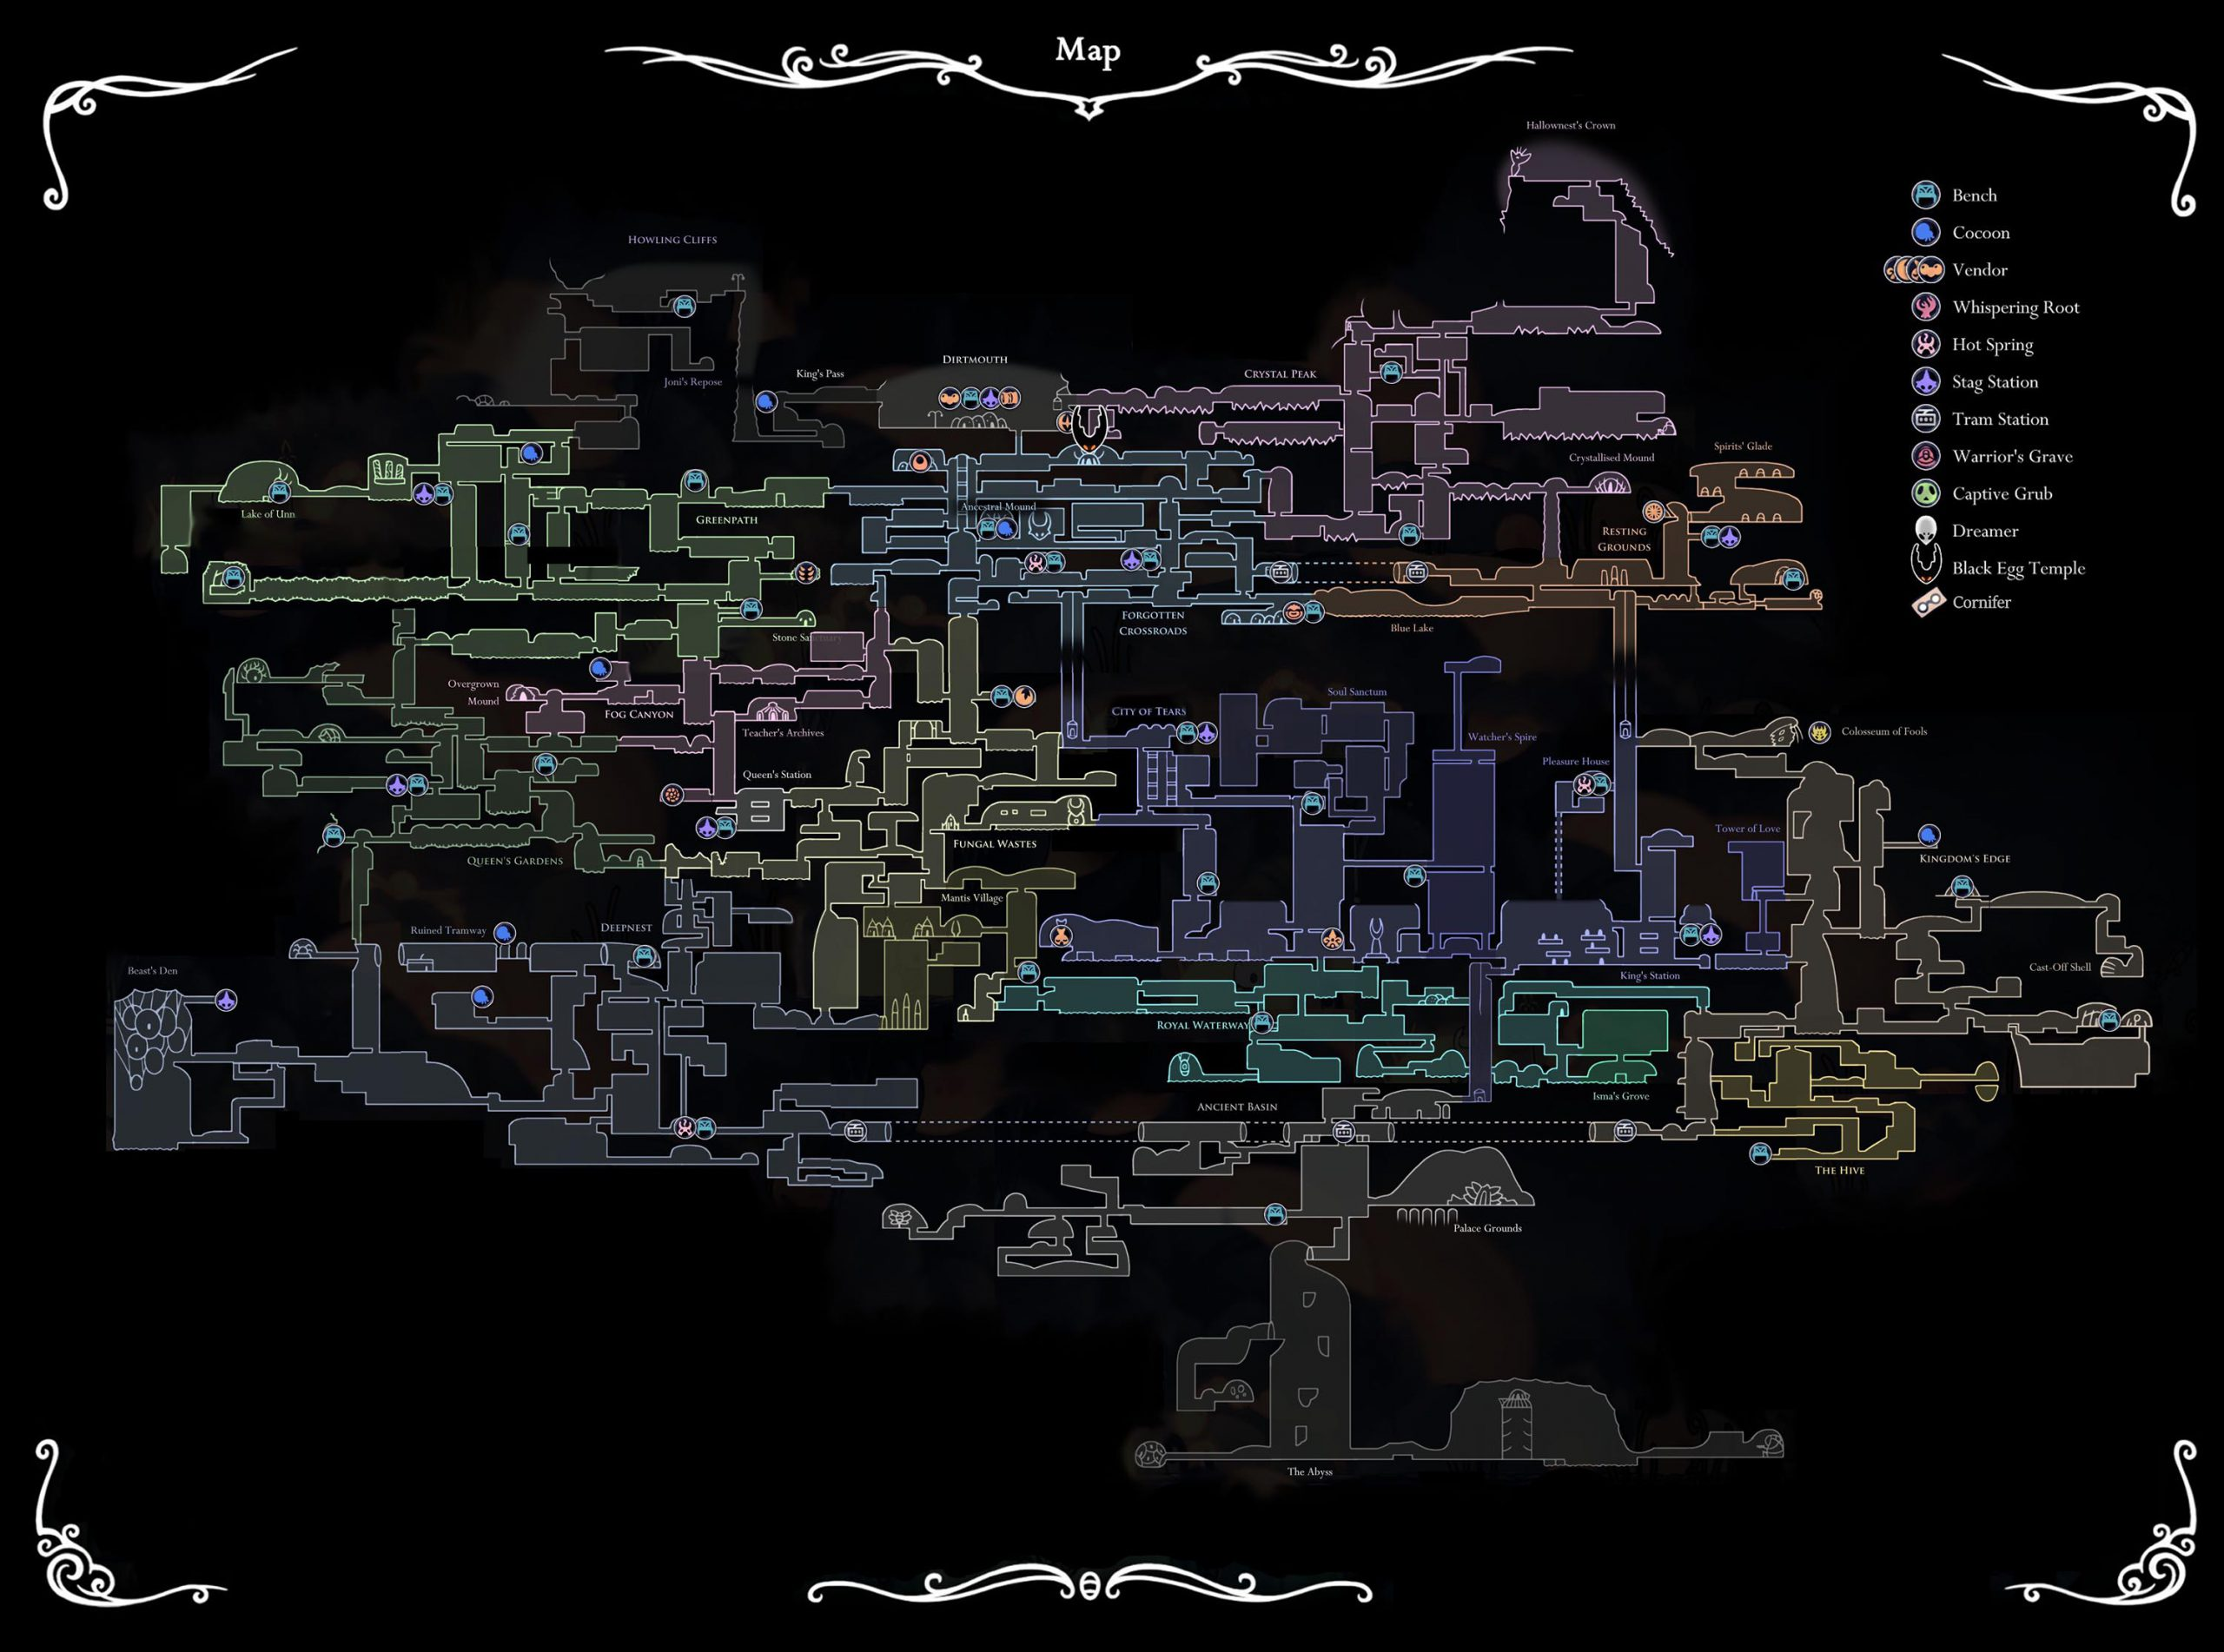 Map
Hallownest's Crown
Bench
Cocoon
Vendor
Whispering Root
Hot Spring
Stag Station
Tram Station
Warrior's Grave
Captive Grub
Dreamer
Black Egg Temple
Cornifer
Howling Cliffs
Joni's Repose
King's Pass
Dirtmouth
Crystal Peak
Spirits' Glade
Crystallised Mound
Lake of Unn
Greenpath
Ancestral Mound
Resting
Grounds
Forgotten
Crossroads
Blue Lake
Stone Sanctuary
Overgrown
Mound
Fog Canyon
Teacher's Archives
City of Tears
Soul Sanctum
Watcher's Spire
Colosseum of Fools
Pleasure House
Queen's Station
Tower of Love
Fungal Wastes
Queen's Gardens
Kingdom's Edge
Mantis Village
Ruined Tramway
Deepnest
Beast's Den
King's Station
Cast-Off Shell
Royal Waterway
Isma's Grove
Ancient Basin
The Hive
Palace Grounds
The Abyss